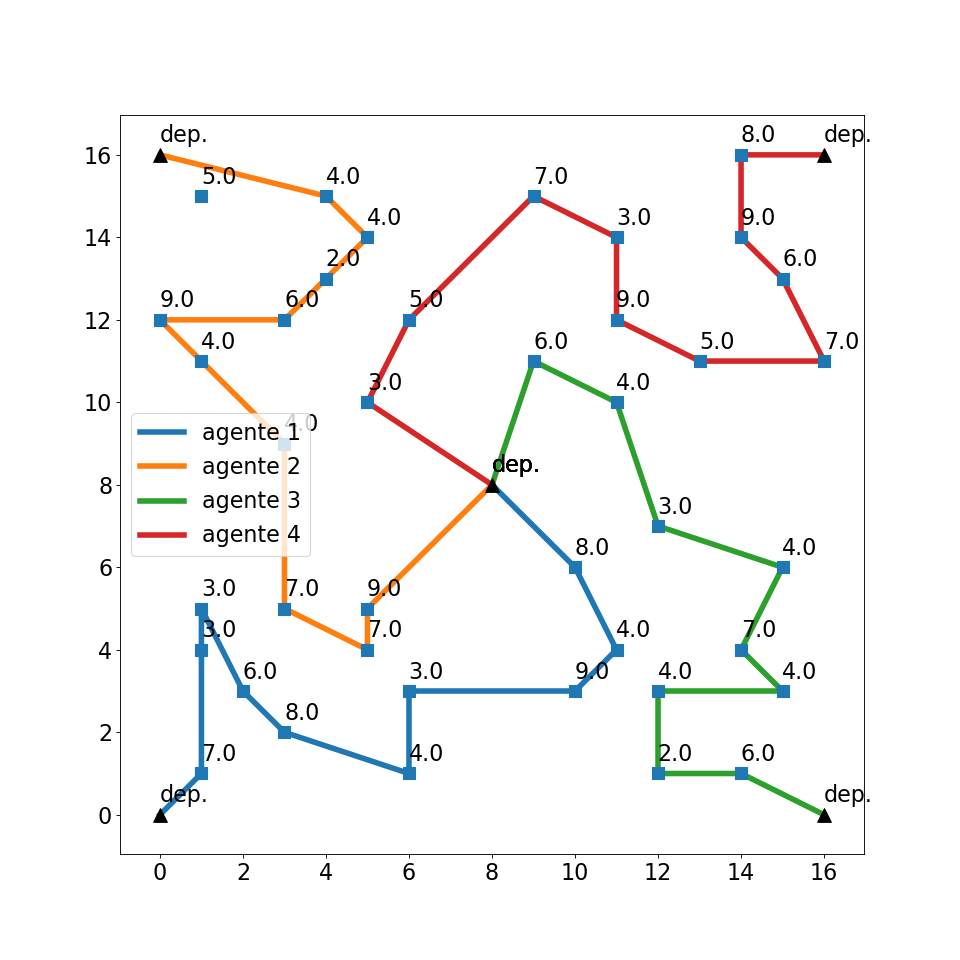 dep. 8.0 dep.
16
5.0 4.0 7.0
14 4.0 3.0 9.0
2.0 6.0
12 9.0 6.0 5.0 9.0
4.0 6.0 5.0 7.0
10 3.0 4.0
4.0
agente 1
agente 2
agente 3
agente 4
8 dep.
3.0
6 8.0 4.0
3.0 7.0 9.0
4 3.0 7.0 4.0 7.0
6.0 3.0 9.0 4.0 4.0
2 8.0
7.0 4.0 2.0 6.0
0 dep. dep.
0 2 4 6 8 10 12 14 16